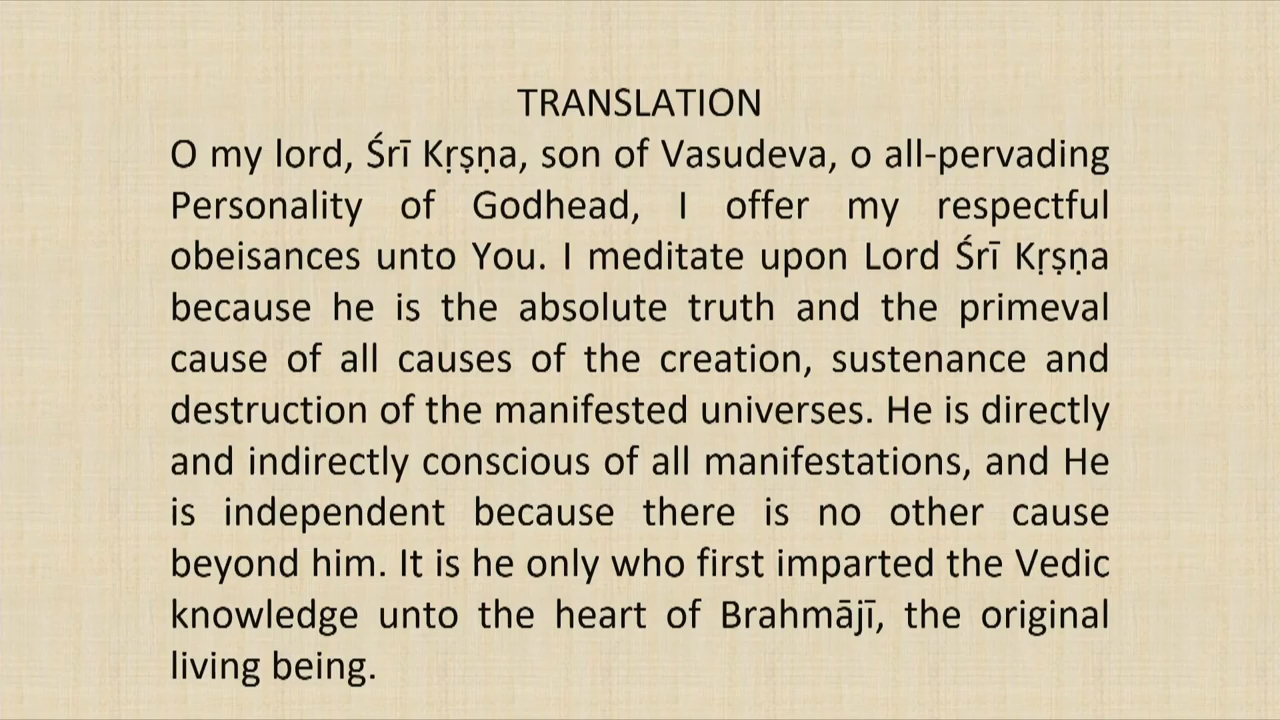 TRANSLATION
O my lord, Śrī Kṛṣṇa, son of Vasudeva, o all-pervading
Personality of Godhead, I offer my respectful
obeisances unto You. I meditate upon Lord Śrī Kṛṣṇa
because he is the absolute truth and the primeval
cause of all causes of the creation, sustenance and
destruction of the manifested universes. He is directly
and indirectly conscious of all manifestations, and He
is independent because there is no other cause
beyond him. It is he only who first imparted the Vedic
knowledge unto the heart of Brahmājī, the original
living being.